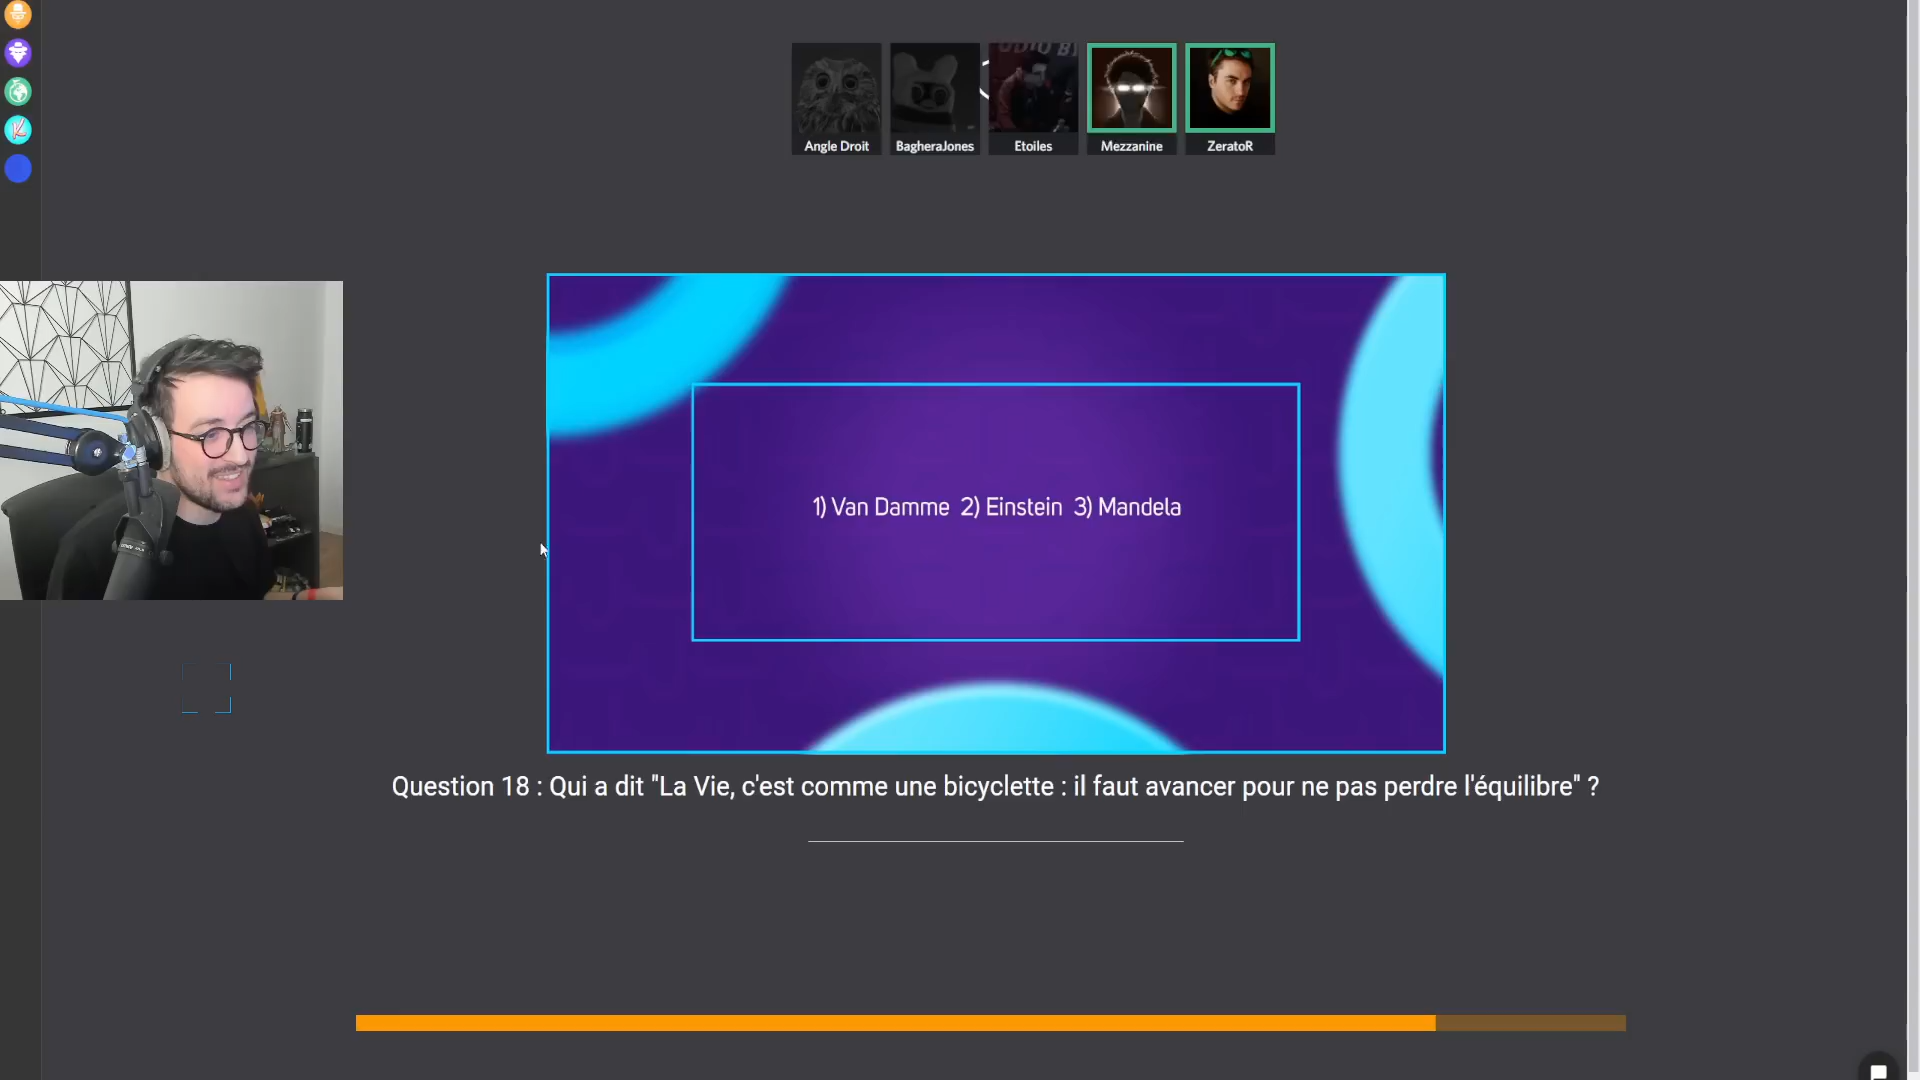 Angle Droit
BagheraJones
Etoiles
Mezzanine
ZeratoR
1) Van Damme 2) Einstein 3) Mandela
Question 18 : Qui a dit "La Vie, c'est comme une bicyclette : il faut avancer pour ne pas perdre l'équilibre" ?